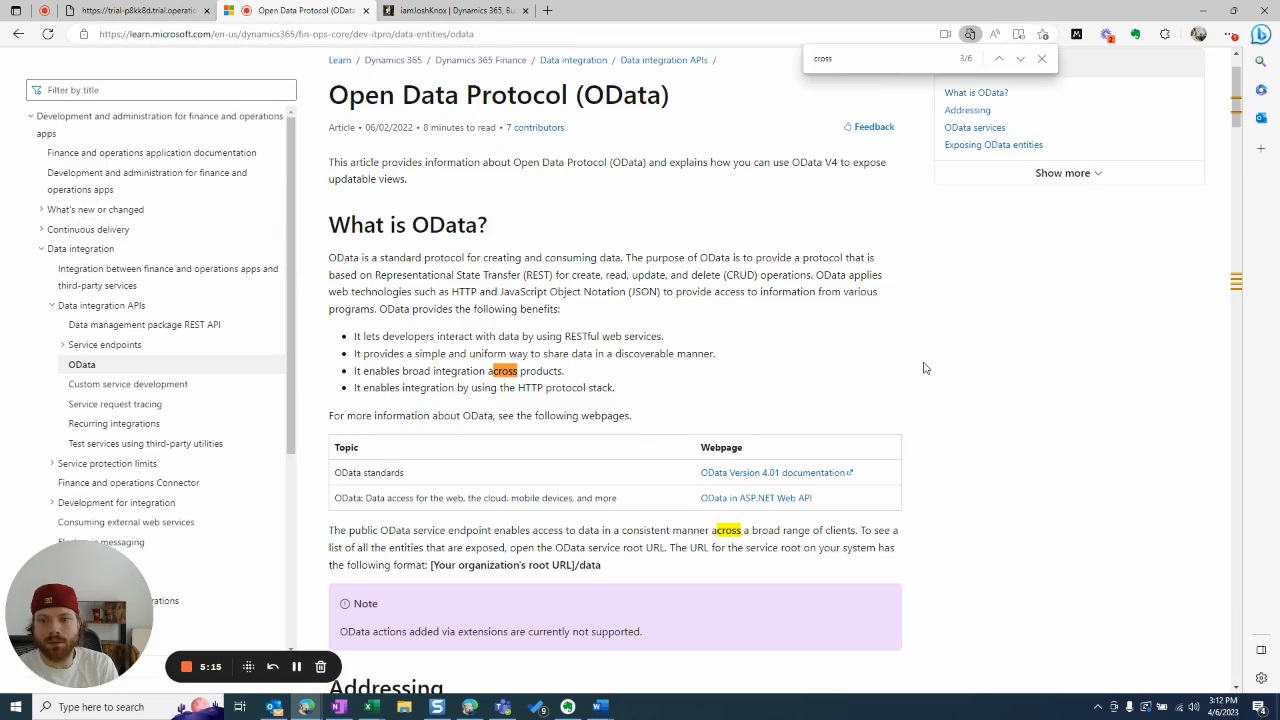 https://trial-p8kk8d.trial.operatio
Open Data Protocol (OData)
iamJoshKnox | Dynamics 365, Bu
https://learn.microsoft.com/en-us/dynamics365/fin-ops-core/dev-itpro/data-entities/odata
cross
3/6
Learn / Dynamics 365 / Dynamics 365 Finance / Data integration / Data integration APIs /
Filter by title
Development and administration for finance and operations
apps
Finance and operations application documentation
Development and administration for finance and
operations apps
What's new or changed
Continuous delivery
Data integration
Integration between finance and operations apps and
third-party systems
Data integration APIs
Data management package REST API
Service endpoints
OData
Custom service development
Service request tracing
Recurring integrations
Test services using third-party utilities
Service protection limits
Finance and operations Connector
Development for integration
Consuming external web services
messaging
Open Data Protocol (OData)
Article • 06/02/2022 • 8 minutes to read • 7 contributors
Feedback
This article provides information about Open Data Protocol (OData) and explains how you can use OData V4 to expose
updatable views.
What is OData?
OData is a standard protocol for creating and consuming data. The purpose of OData is to provide a protocol that is
based on Representational State Transfer (REST) for create, read, update, and delete (CRUD) operations. OData applies
web technologies such as HTTP and JavaScript Object Notation (JSON) to provide access to information from various
programs. OData provides the following benefits:
• It lets developers interact with data by using RESTful web services.
• It provides a simple and uniform way to share data in a discoverable manner.
• It enables broad integration across products.
• It enables integration by using the HTTP protocol stack.
For more information about OData, see the following webpages.
Topic Webpage
OData standards OData Version 4.01 documentation
OData: Data access for the web, the cloud, mobile devices, and more OData in ASP.NET Web API
The public OData service endpoint enables access to data in a consistent manner across a broad range of clients. To see a
list of all the entities that are exposed, open the OData service root URL. The URL for the service root on your system has
the following format: [Your organization's root URL]/data
Note
OData actions added via extensions are currently not supported.
Addressing
What is OData?
Addressing
OData services
Exposing OData entities
Show more
5:15
Type here to search
3:12 PM
4/6/2023